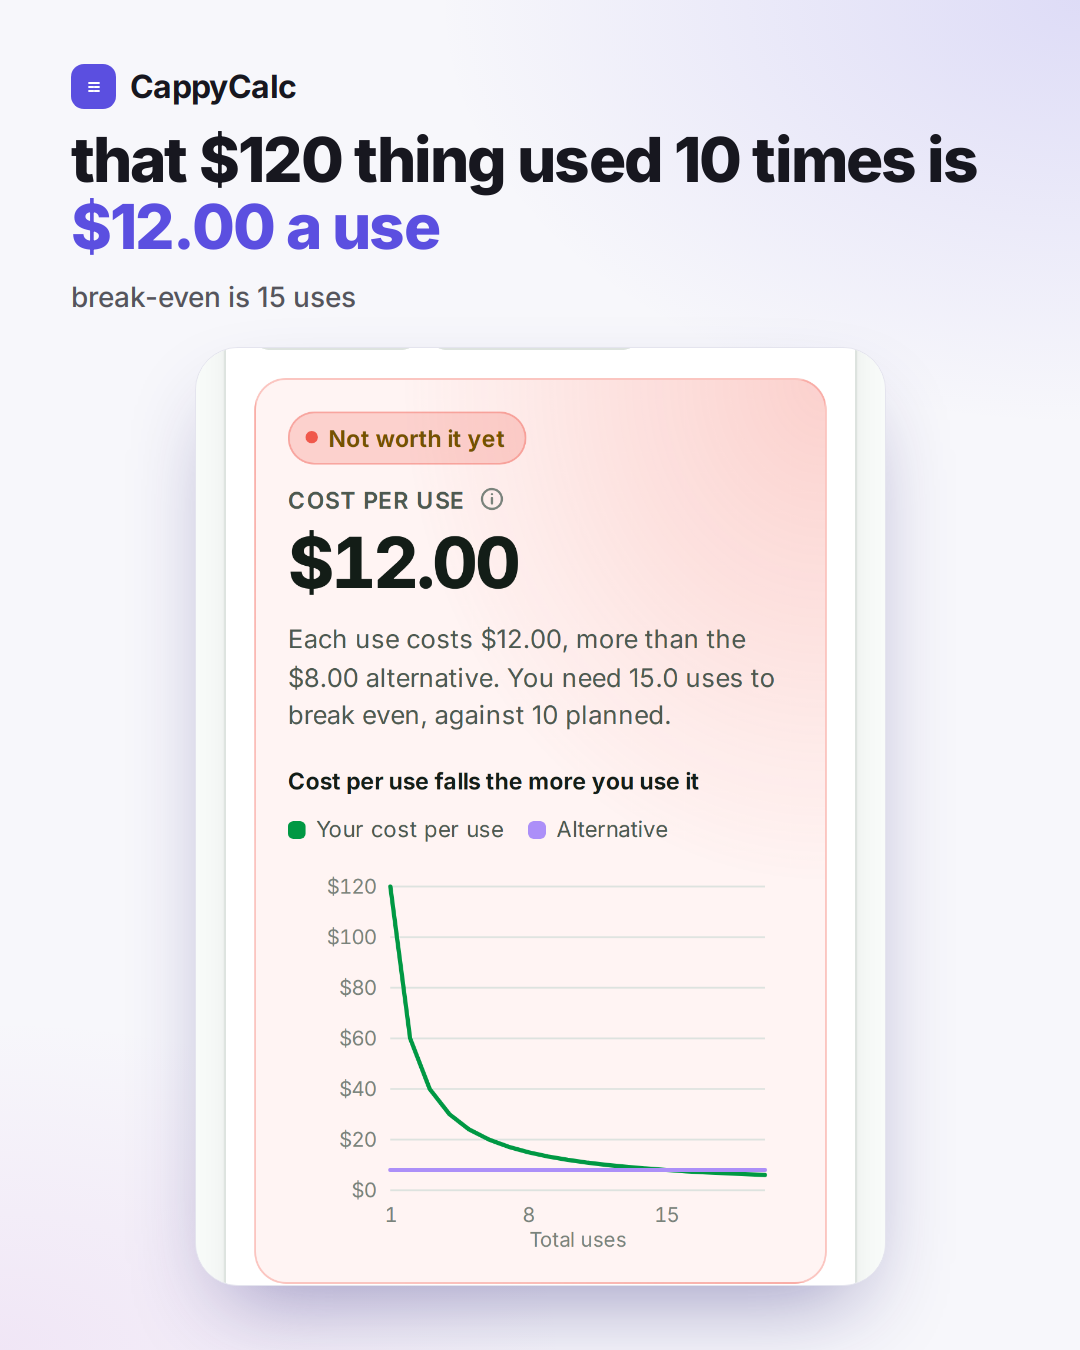 CappyCalc
that $120 thing used 10 times is
$12.00 a use
break-even is 15 uses
Not worth it yet
COST PER USE
$12.00
Each use costs $12.00, more than the
$8.00 alternative. You need 15.0 uses to
break even, against 10 planned.
Cost per use falls the more you use it
Your cost per use
Alternative
$120
$100
$80
$60
$40
$20
$0
1 8 15
Total uses